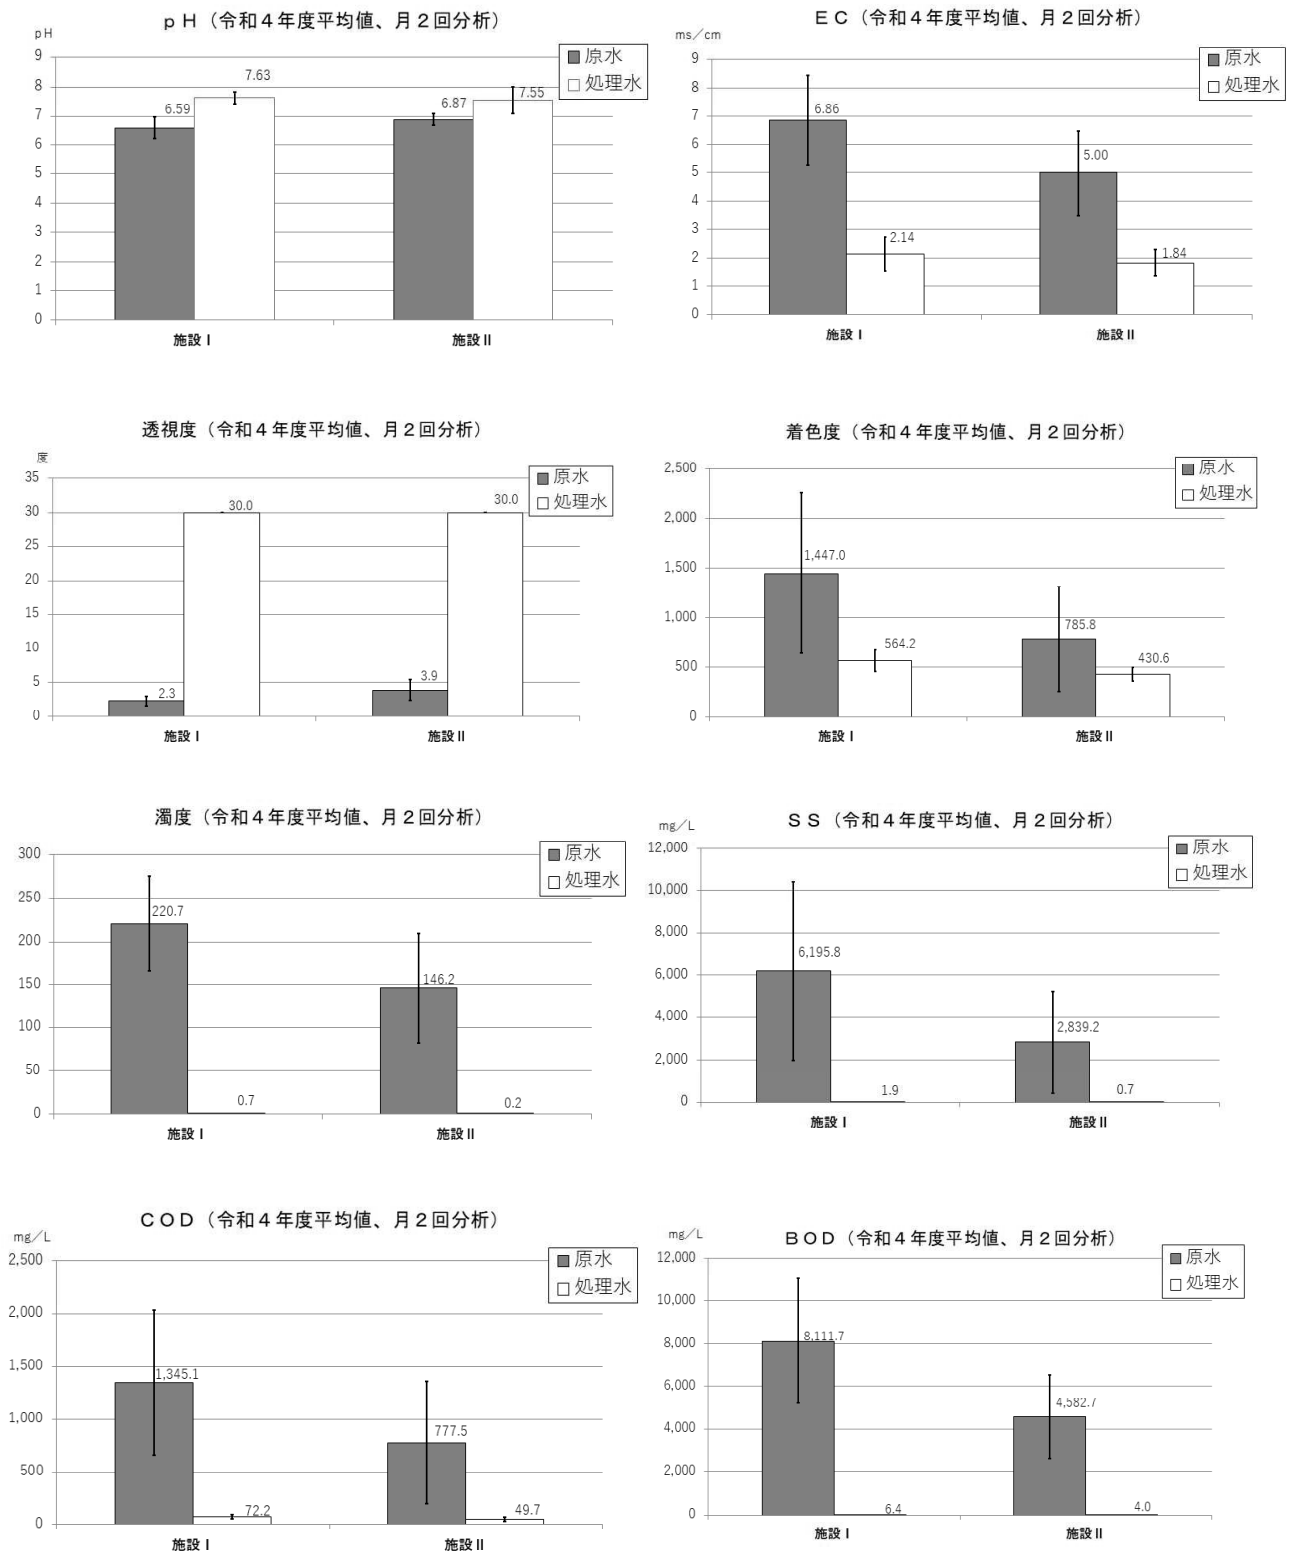 ｐＨ（令和４年度平均値、月２回分析）
pH
原水
処理水
9
8
7
6
5
4
3
2
1
0
6.59
7.63
6.87
7.55
施設Ⅰ
施設Ⅱ
ＥＣ（令和４年度平均値、月２回分析）
ms／cm
原水
処理水
9
8
7
6
5
4
3
2
1
0
6.86
2.14
5.00
1.84
施設Ⅰ
施設Ⅱ
透視度（令和４年度平均値、月２回分析）
度
原水
処理水
35
30
25
20
15
10
5
0
2.3
30.0
3.9
30.0
施設Ⅰ
施設Ⅱ
着色度（令和４年度平均値、月２回分析）
原水
処理水
2,500
2,000
1,500
1,000
500
0
1,447.0
564.2
785.8
430.6
施設Ⅰ
施設Ⅱ
濁度（令和４年度平均値、月２回分析）
原水
処理水
300
250
200
150
100
50
0
220.7
0.7
146.2
0.2
施設Ⅰ
施設Ⅱ
ＳＳ（令和４年度平均値、月２回分析）
mg／L
原水
処理水
12,000
10,000
8,000
6,000
4,000
2,000
0
6,195.8
1.9
2,839.2
0.7
施設Ⅰ
施設Ⅱ
ＣＯＤ（令和４年度平均値、月２回分析）
mg／L
原水
処理水
2,500
2,000
1,500
1,000
500
0
1,345.1
72.2
777.5
49.7
施設Ⅰ
施設Ⅱ
ＢＯＤ（令和４年度平均値、月２回分析）
mg／L
原水
処理水
12,000
10,000
8,000
6,000
4,000
2,000
0
8,111.7
6.4
4,582.7
4.0
施設Ⅰ
施設Ⅱ